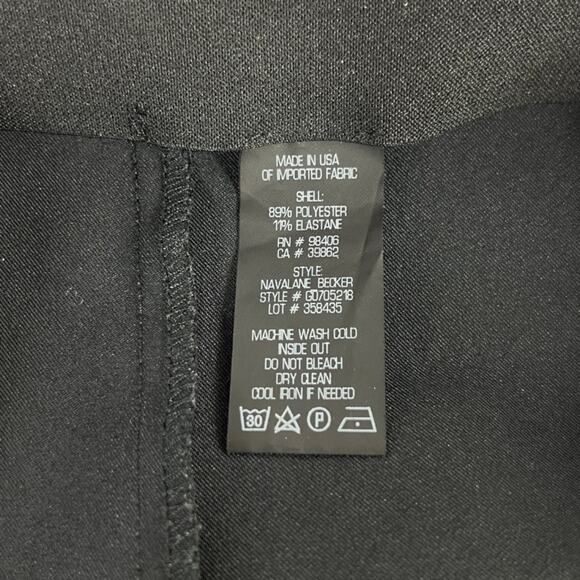 MADE IN USA
OF IMPORTED FABRIC
SHELL:
89% POLYESTER
11% ELASTANE
RN # 98406
CA # 39862
STYLE:
NAVALANE BECKER
STYLE # G0705218
LOT # 358435
MACHINE WASH COLD
INSIDE OUT
DO NOT BLEACH
DRY CLEAN
COOL IRON IF NEEDED
30 P